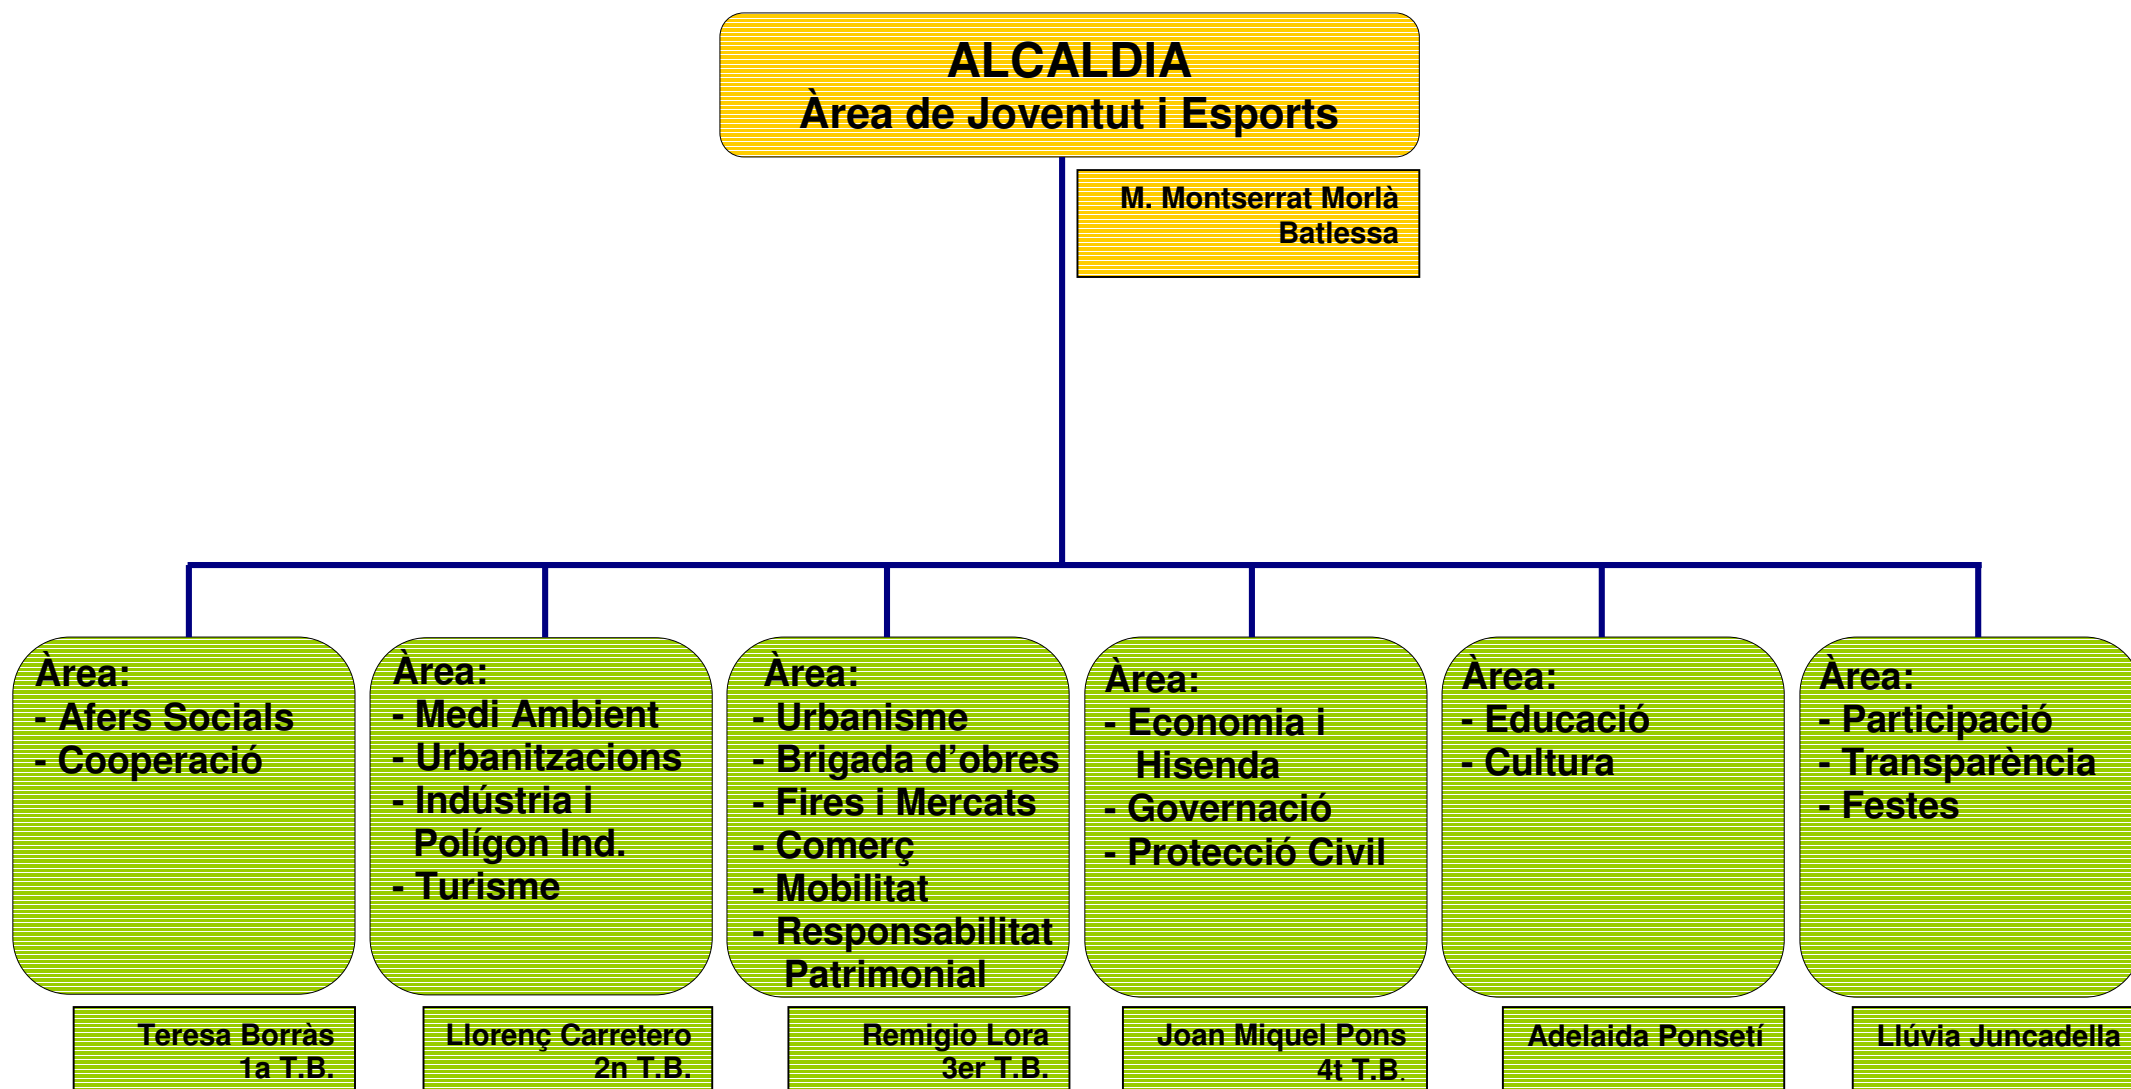 ALCALDIA
Àrea de Joventut i Esports
M. Montserrat Morlà
Batlessa
Àrea:
- Afers Socials
- Cooperació
Teresa Borràs
1a T.B.
Àrea:
- Medi Ambient
- Urbanitzacions
- Indústria i
Polígon Ind.
- Turisme
Llorenç Carretero
2n T.B.
Àrea:
- Urbanisme
- Brigada d’obres
- Fires i Mercats
- Comerç
- Mobilitat
- Responsabilitat
Patrimonial
Remigio Lora
3er T.B.
Àrea:
- Economia i
Hisenda
- Governació
- Protecció Civil
Joan Miquel Pons
4t T.B.
Àrea:
- Educació
- Cultura
Adelaida Ponsetí
Àrea:
- Participació
- Transparència
- Festes
Llúvia Juncadella